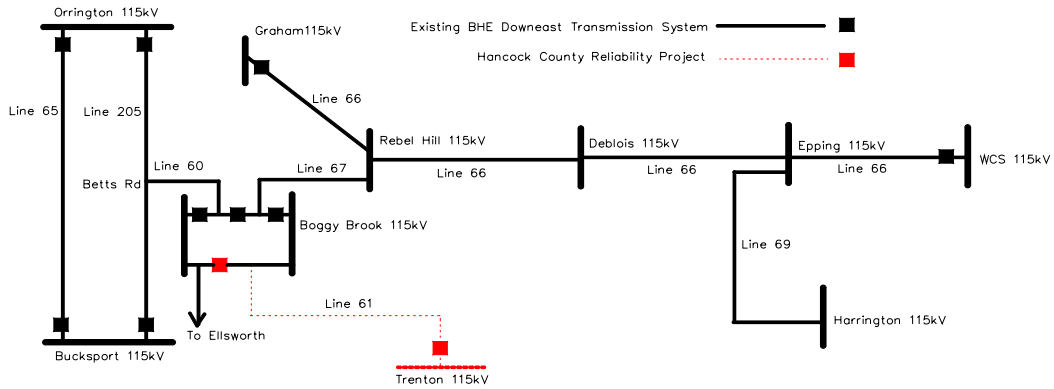 Orrington 115kV
Graham115kV
Existing BHE Downeast Transmission System
Hancock County Reliability Project
Line 65
Line 205
Line 66
Rebel Hill 115kV
Deblois 115kV
Epping 115kV
WCS 115kV
Line 60
Line 67
Line 66
Line 66
Line 66
Betts Rd
Boggy Brook 115kV
Line 69
Line 61
To Ellsworth
Harrington 115kV
Bucksport 115kV
Trenton 115kV